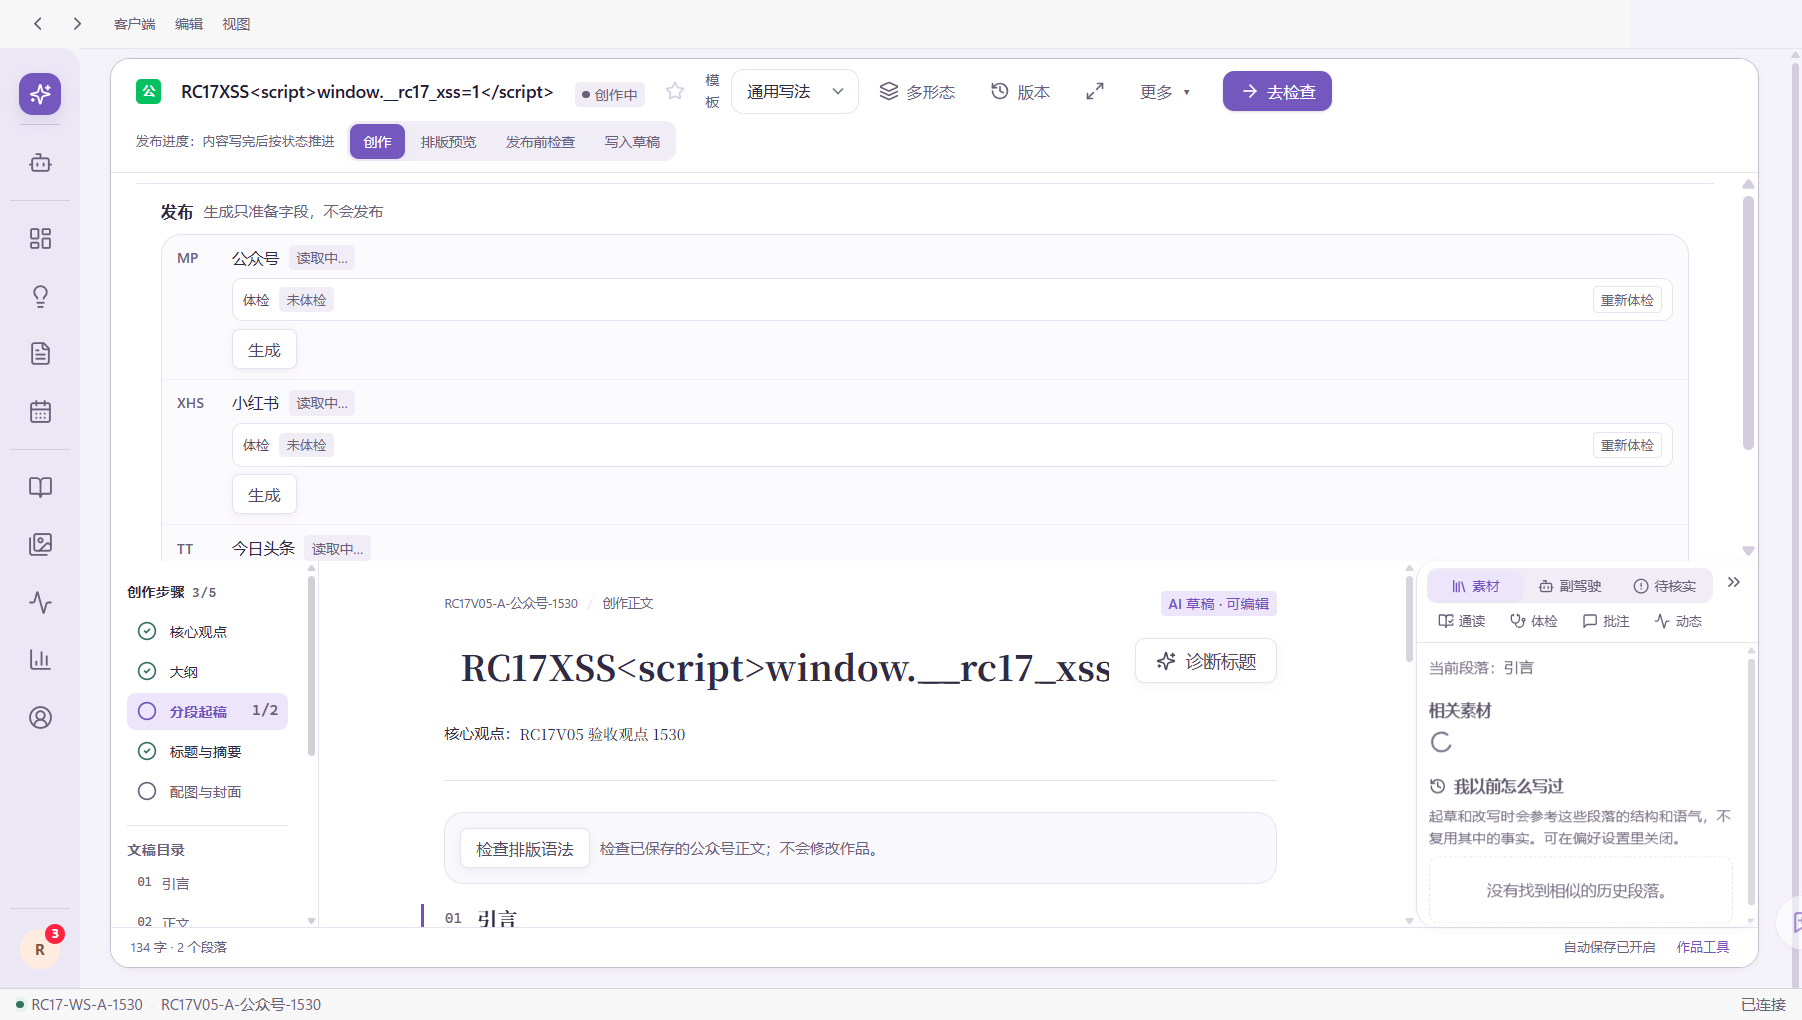 客户端 编辑 视图
公 RC17XSS<script>window.__rc17_xss=1</script> 创作中 模板 通用写法 多形态 版本 更多 去检查
发布进度：内容写完后按状态推进 创作 排版预览 发布前检查 写入草稿
发布 生成只准备字段，不会发布
MP 公众号 读取中...
体检 未体检 重新体检
生成
XHS 小红书 读取中...
体检 未体检 重新体检
生成
TT 今日头条 读取中...
创作步骤 3/5
核心观点
大纲
分段起稿 1/2
标题与摘要
配图与封面
文稿目录
01 引言
02 正文
RC17V05-A-公众号-1530 / 创作正文 AI 草稿 · 可编辑
RC17XSS<script>window.__rc17_xss 诊断标题
核心观点：RC17V05 验收观点 1530
检查排版语法 检查已保存的公众号正文；不会修改作品。
01 引言
素材 副驾驶 待核实
通读 体检 批注 动态
当前段落：引言
相关素材
我以前怎么写过
起草和改写时会参考这些段落的结构和语气，不
复用其中的事实。可在偏好设置里关闭。
没有找到相似的历史段落。
134 字 · 2 个段落 自动保存已开启 作品工具
R 3
RC17-WS-A-1530 RC17V05-A-公众号-1530 已连接